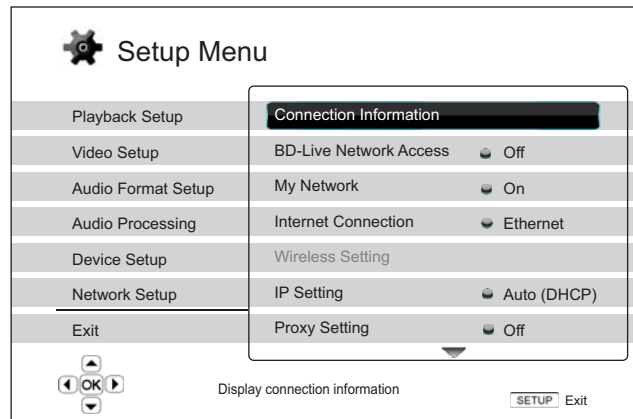 Setup Menu
Playback Setup
Video Setup
Audio Format Setup
Audio Processing
Device Setup
Network Setup
Exit
Connection Information
BD-Live Network Access Off
My Network On
Internet Connection Ethernet
Wireless Setting
IP Setting Auto (DHCP)
Proxy Setting Off
OK
Display connection information
SETUP Exit